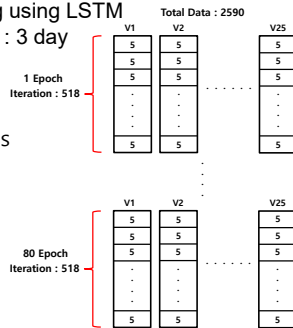 g using LSTM
: 3 day
s
Total Data : 2590
V1 V2 V25
5 5 5
5 5 5
5 5 5
1 Epoch
Iteration : 518
. . . . . .
5 5 5
V1 V2 V25
5 5 5
5 5 5
5 5 5
80 Epoch
Iteration : 518
. . . . . .
5 5 5